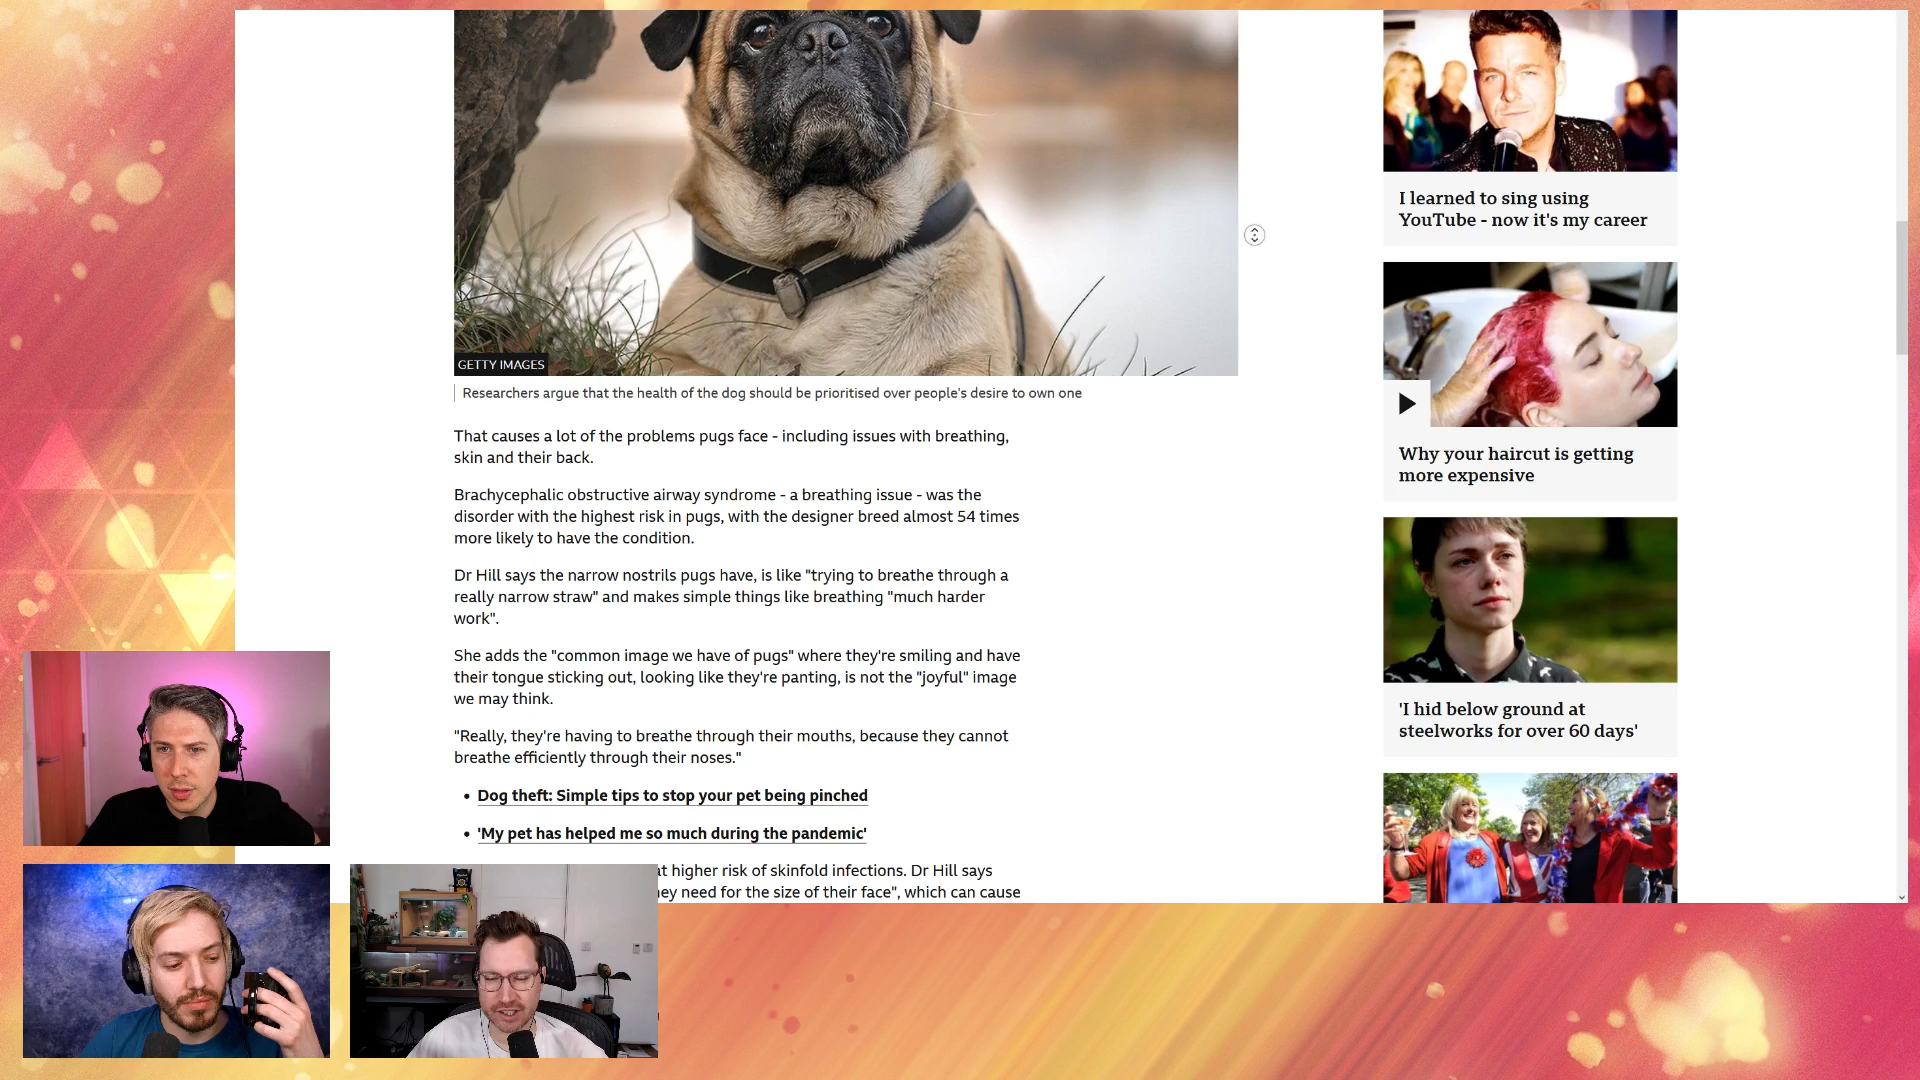 GETTY IMAGES
Researchers argue that the health of the dog should be prioritised over people's desire to own one
That causes a lot of the problems pugs face - including issues with breathing,
skin and their back.
Brachycephalic obstructive airway syndrome - a breathing issue - was the
disorder with the highest risk in pugs, with the designer breed almost 54 times
more likely to have the condition.
Dr Hill says the narrow nostrils pugs have, is like "trying to breathe through a
really narrow straw" and makes simple things like breathing "much harder
work".
She adds the "common image we have of pugs" where they're smiling and have
their tongue sticking out, looking like they're panting, is not the "joyful" image
we may think.
"Really, they're having to breathe through their mouths, because they cannot
breathe efficiently through their noses."
• Dog theft: Simple tips to stop your pet being pinched
• 'My pet has helped me so much during the pandemic'
at higher risk of skinfold infections. Dr Hill says
need for the size of their face", which can cause
I learned to sing using
YouTube - now it's my career
Why your haircut is getting
more expensive
'I hid below ground at
steelworks for over 60 days'